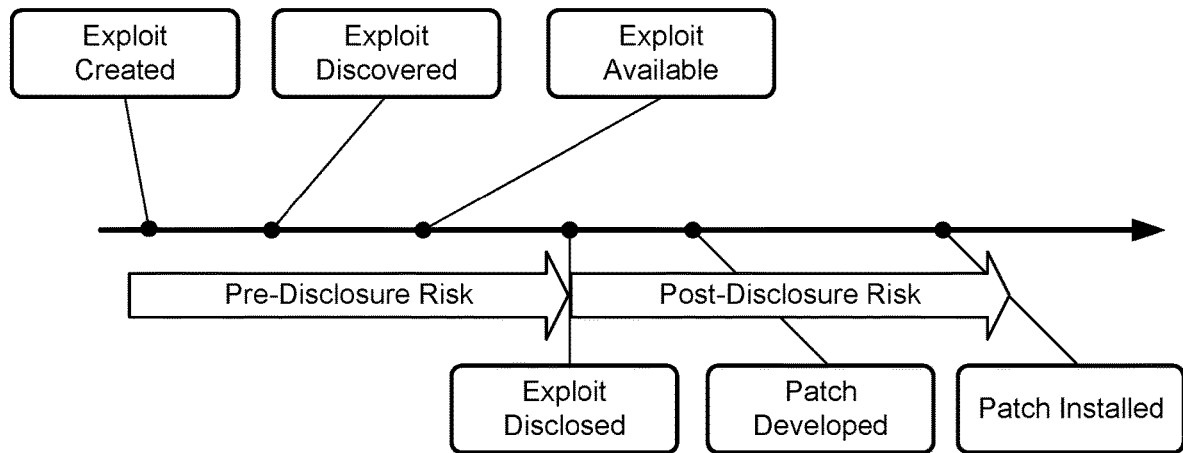 Exploit
Created
Exploit
Discovered
Exploit
Available
Pre-Disclosure Risk
Post-Disclosure Risk
Exploit
Disclosed
Patch
Developed
Patch Installed